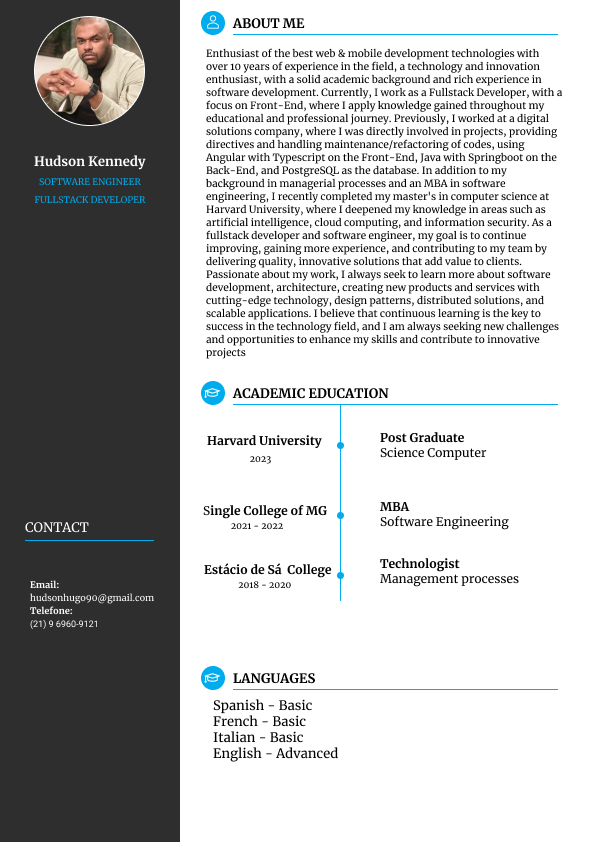 Hudson Kennedy
SOFTWARE ENGINEER
FULLSTACK DEVELOPER
CONTACT
Email:
hudsonhugo90@gmail.com
Telefone:
(21) 9 6960-9121
ABOUT ME
Enthusiast of the best web & mobile development technologies with
over 10 years of experience in the field, a technology and innovation
enthusiast, with a solid academic background and rich experience in
software development. Currently, I work as a Fullstack Developer, with a
focus on Front-End, where I apply knowledge gained throughout my
educational and professional journey. Previously, I worked at a digital
solutions company, where I was directly involved in projects, providing
directives and handling maintenance/refactoring of codes, using
Angular with Typescript on the Front-End, Java with Springboot on the
Back-End, and PostgreSQL as the database. In addition to my
background in managerial processes and an MBA in software
engineering, I recently completed my master's in computer science at
Harvard University, where I deepened my knowledge in areas such as
artificial intelligence, cloud computing, and information security. As a
fullstack developer and software engineer, my goal is to continue
improving, gaining more experience, and contributing to my team by
delivering quality, innovative solutions that add value to clients.
Passionate about my work, I always seek to learn more about software
development, architecture, creating new products and services with
cutting-edge technology, design patterns, distributed solutions, and
scalable applications. I believe that continuous learning is the key to
success in the technology field, and I am always seeking new challenges
and opportunities to enhance my skills and contribute to innovative
projects
ACADEMIC EDUCATION
Harvard University
2023
Post Graduate
Science Computer
Single College of MG
2021 - 2022
MBA
Software Engineering
Estácio de Sá College
2018 - 2020
Technologist
Management processes
LANGUAGES
Spanish - Basic
French - Basic
Italian - Basic
English - Advanced